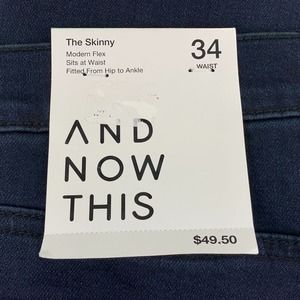 The Skinny
Modern Flex
Sits at Waist
Fitted From Hip to Ankle
34
WAIST
AND
NOW
THIS
$49.50